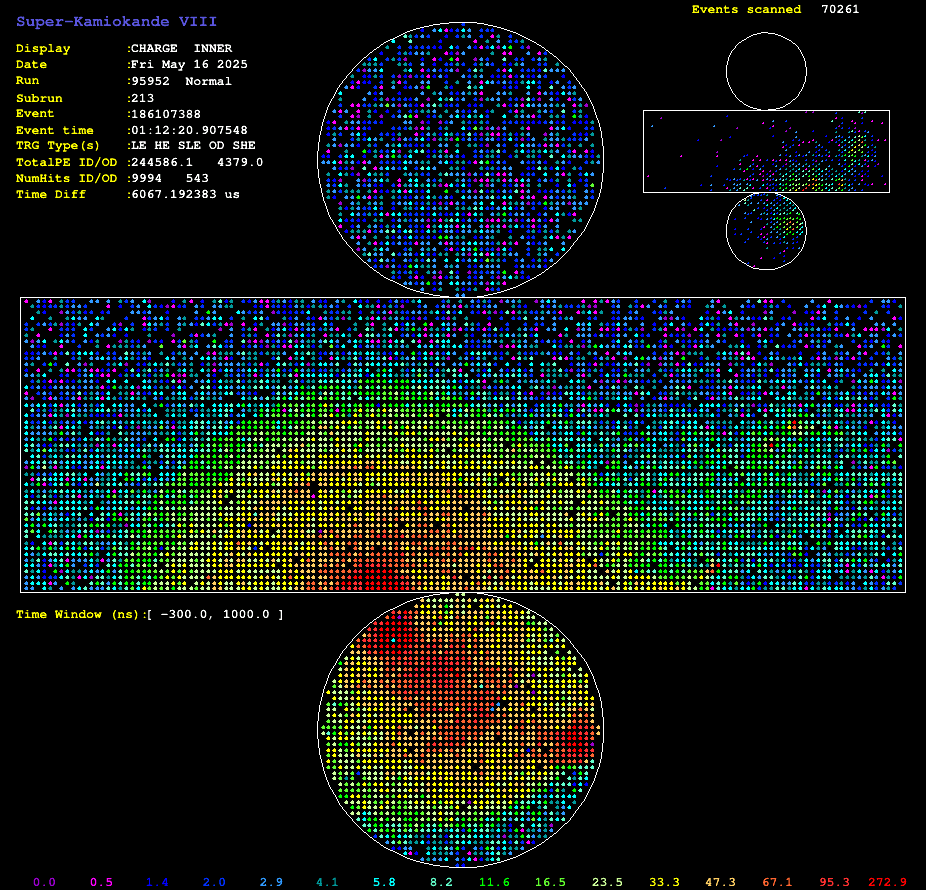 Super-Kamiokande VIII
Events scanned 70261
Display :CHARGE INNER
Date :Fri May 16 2025
Run :95952 Normal
Subrun :213
Event :186107388
Event time :01:12:20.907548
TRG Type(s) :LE HE SLE OD SHE
TotalPE ID/OD :244586.1 4379.0
NumHits ID/OD :9994 543
Time Diff :6067.192383 us
Time Window (ns):[ −300.0, 1000.0 ]
0.0 0.5 1.4 2.0 2.9 4.1 5.8 8.2 11.6 16.5 23.5 33.3 47.3 67.1 95.3 272.9